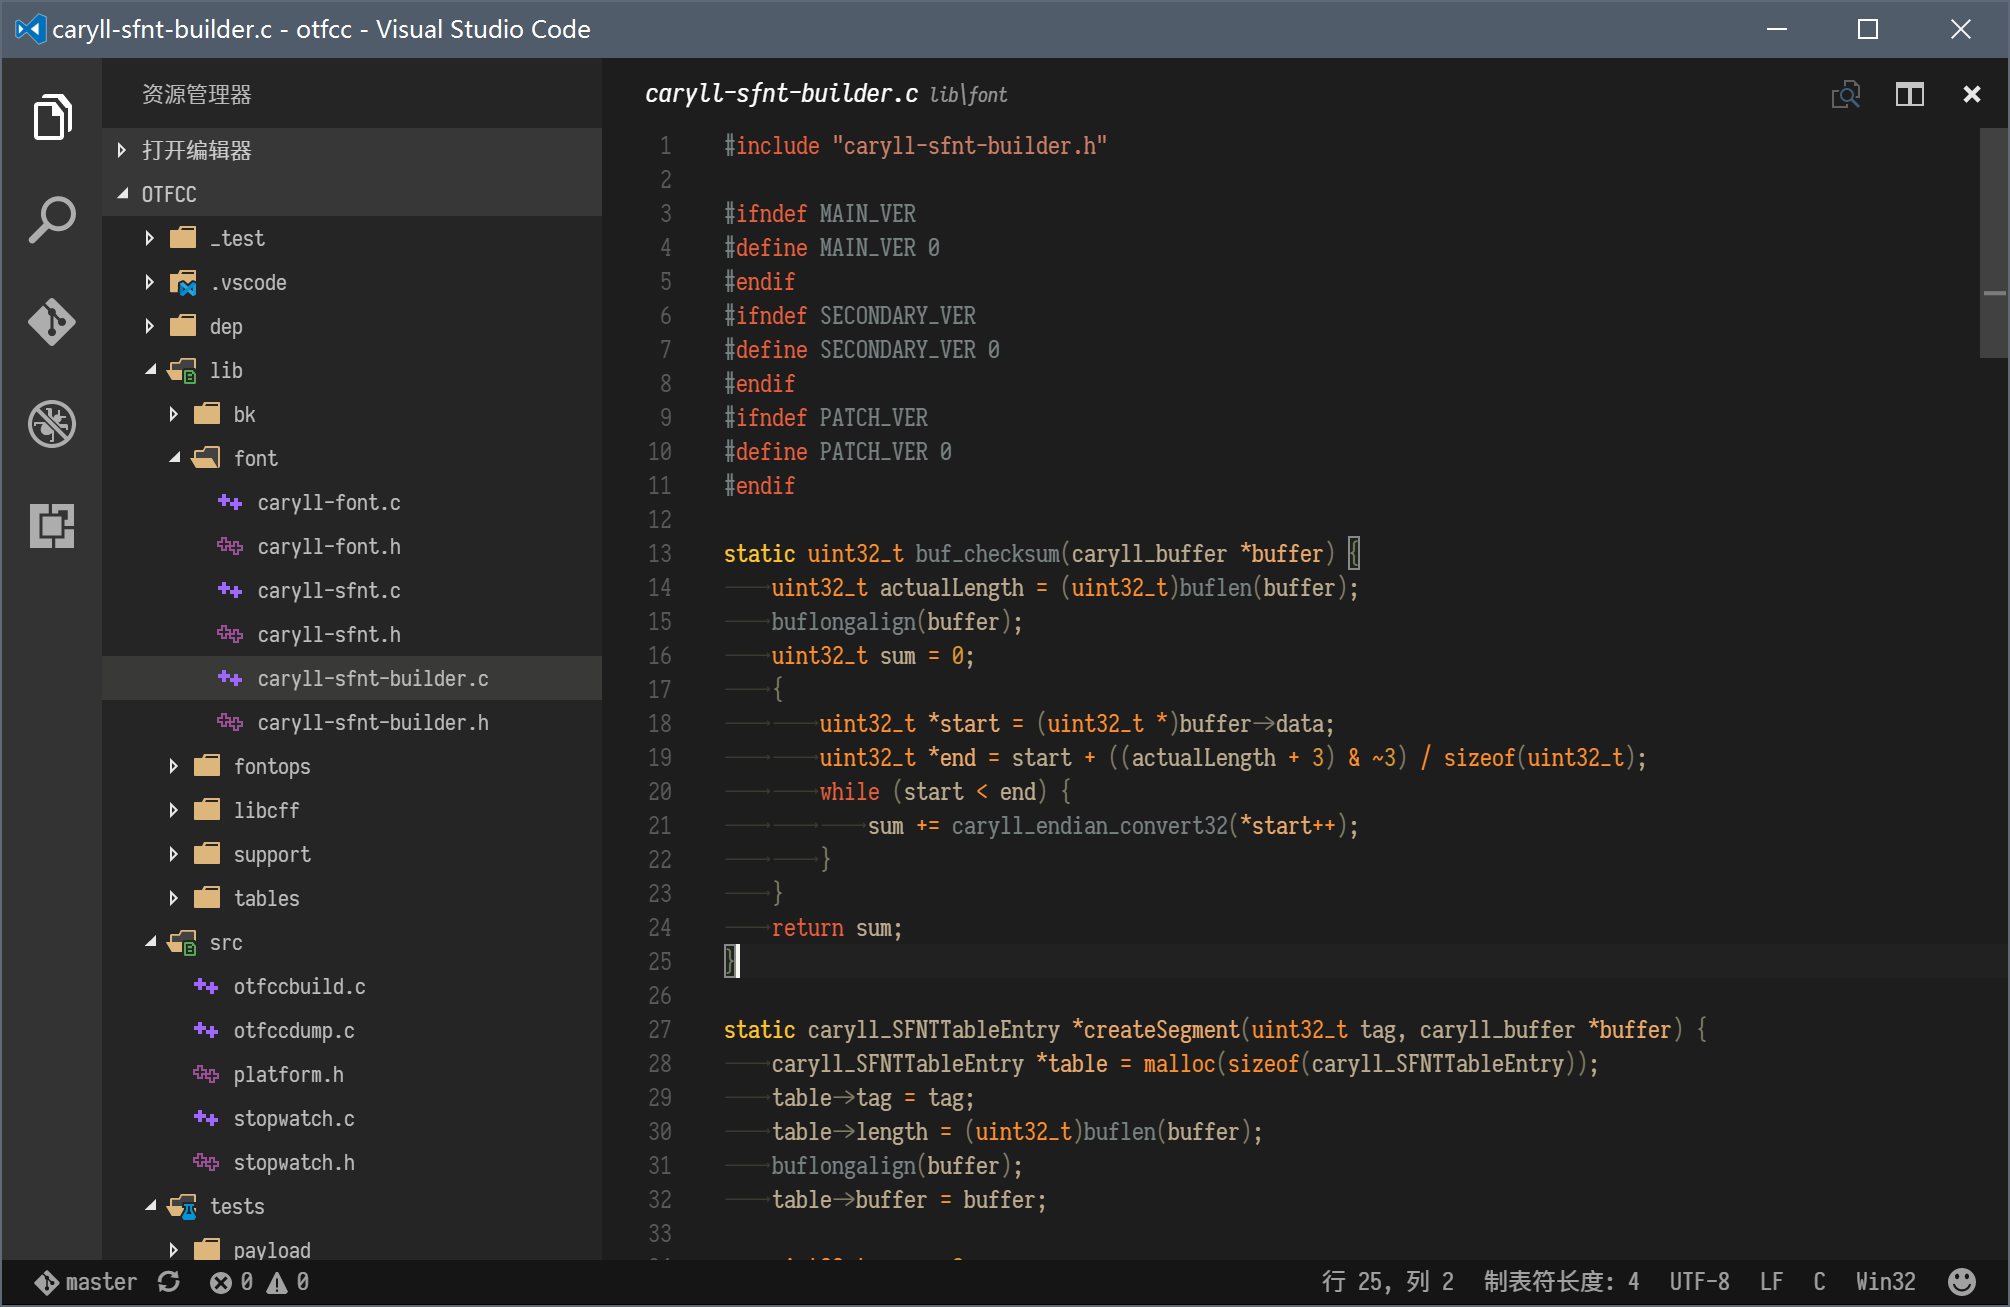 caryll-sfnt-builder.c - otfcc - Visual Studio Code
资源管理器
打开编辑器
OTFCC
_test
.vscode
dep
lib
bk
font
caryll-font.c
caryll-font.h
caryll-sfnt.c
caryll-sfnt.h
caryll-sfnt-builder.c
caryll-sfnt-builder.h
fontops
libcff
support
tables
src
otfccbuild.c
otfccdump.c
platform.h
stopwatch.c
stopwatch.h
tests
payload
caryll-sfnt-builder.c lib\font
1 #include "caryll-sfnt-builder.h"
2
3 #ifndef MAIN_VER
4 #define MAIN_VER 0
5 #endif
6 #ifndef SECONDARY_VER
7 #define SECONDARY_VER 0
8 #endif
9 #ifndef PATCH_VER
10 #define PATCH_VER 0
11 #endif
12
13 static uint32_t buf_checksum(caryll_buffer *buffer) {
14 uint32_t actualLength = (uint32_t)buflen(buffer);
15 buflongalign(buffer);
16 uint32_t sum = 0;
17 {
18 uint32_t *start = (uint32_t *)buffer->data;
19 uint32_t *end = start + ((actualLength + 3) & ~3) / sizeof(uint32_t);
20 while (start < end) {
21 sum += caryll_endian_convert32(*start++);
22 }
23 }
24 return sum;
25 }
26
27 static caryll_SFNTTableEntry *createSegment(uint32_t tag, caryll_buffer *buffer) {
28 caryll_SFNTTableEntry *table = malloc(sizeof(caryll_SFNTTableEntry));
29 table->tag = tag;
30 table->length = (uint32_t)buflen(buffer);
31 buflongalign(buffer);
32 table->buffer = buffer;
33
master 0 0 行 25, 列 2 制表符长度: 4 UTF-8 LF C Win32